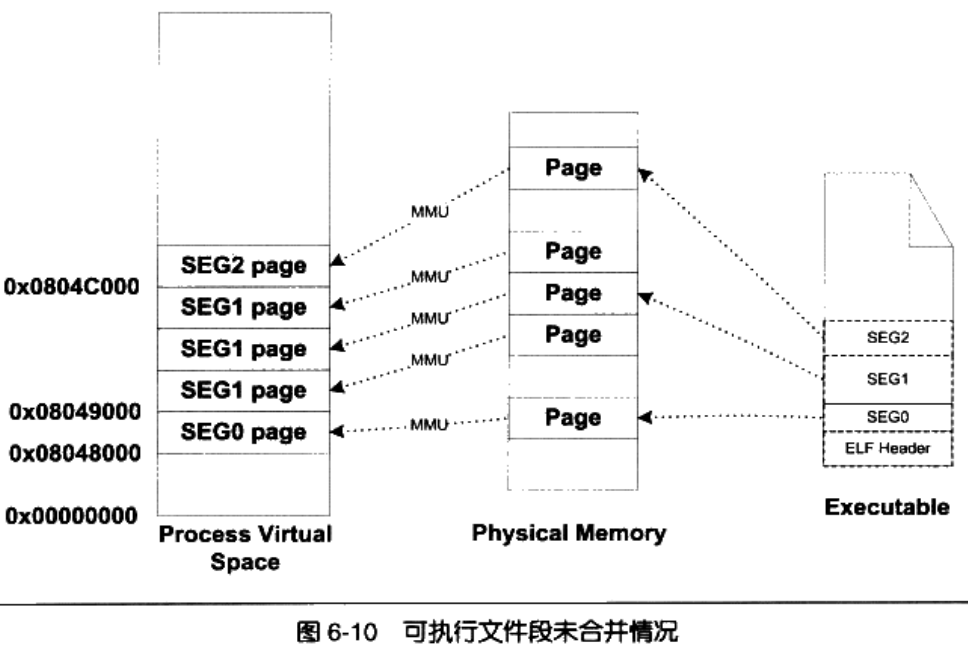 Page
MMU
SEG2 page
Page
0x0804C000
MMU
SEG1 page
Page
MMU
SEG2
SEG1 page
Page
MMU
SEG1
SEG1 page
0x08049000
SEG0 page
MMU
Page
SEG0
0x08048000
ELF Header
0x00000000
Process Virtual
Space
Physical Memory
Executable
图 6-10 可执行文件段未合并情况